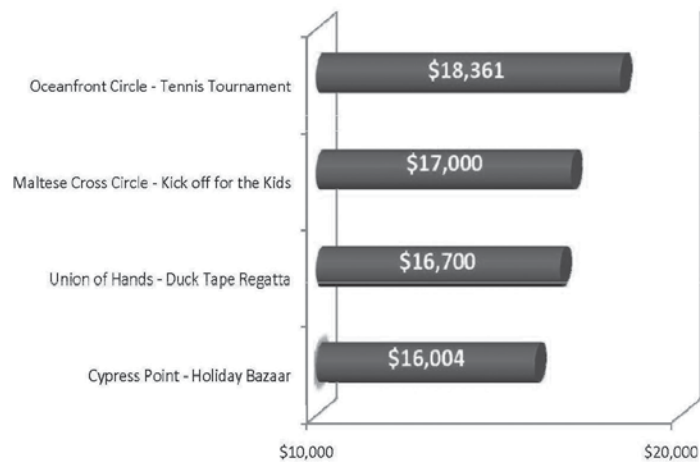 Oceanfront Circle - Tennis Tournament
$18,361
Maltese Cross Circle - Kick off for the Kids
$17,000
Union of Hands - Duck Tape Regatta
$16,700
Cypress Point - Holiday Bazaar
$16,004
$10,000
$20,000